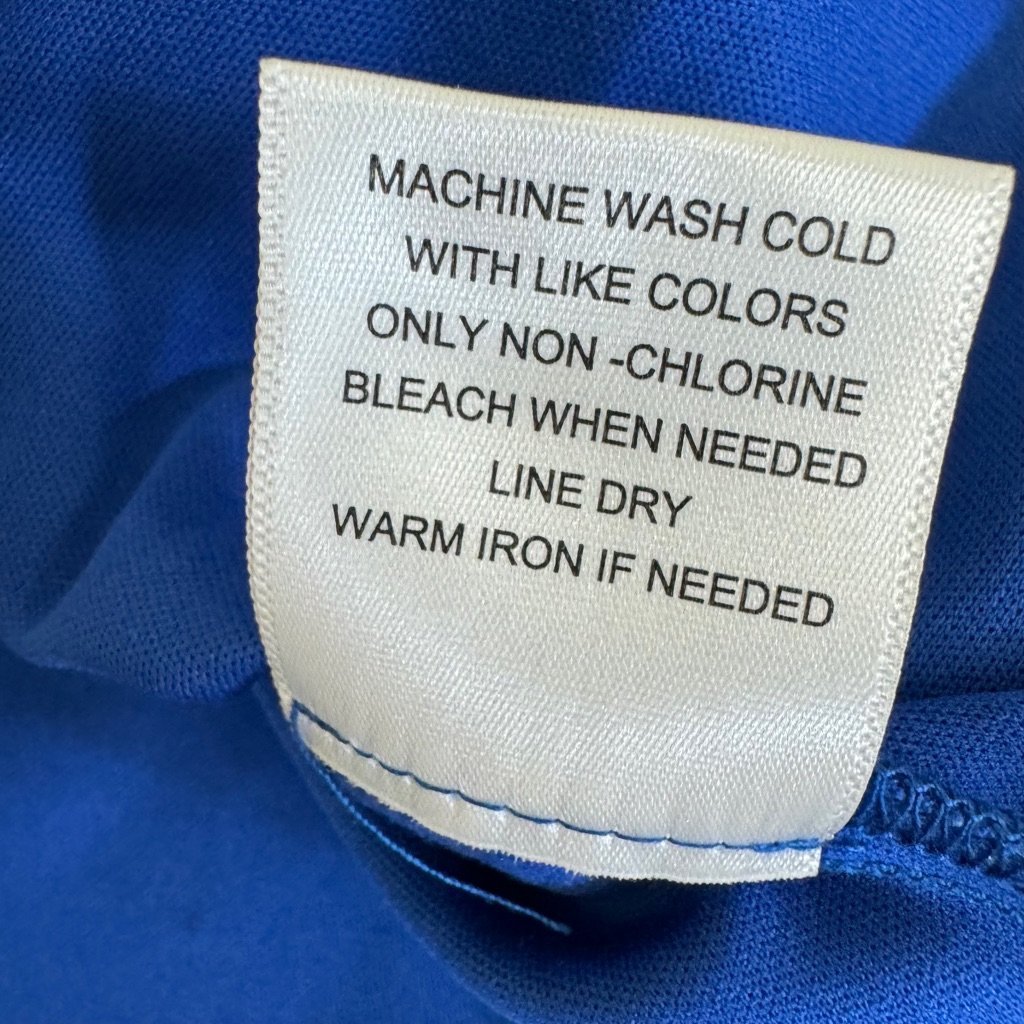 MACHINE WASH COLD
WITH LIKE COLORS
ONLY NON -CHLORINE
BLEACH WHEN NEEDED
LINE DRY
WARM IRON IF NEEDED